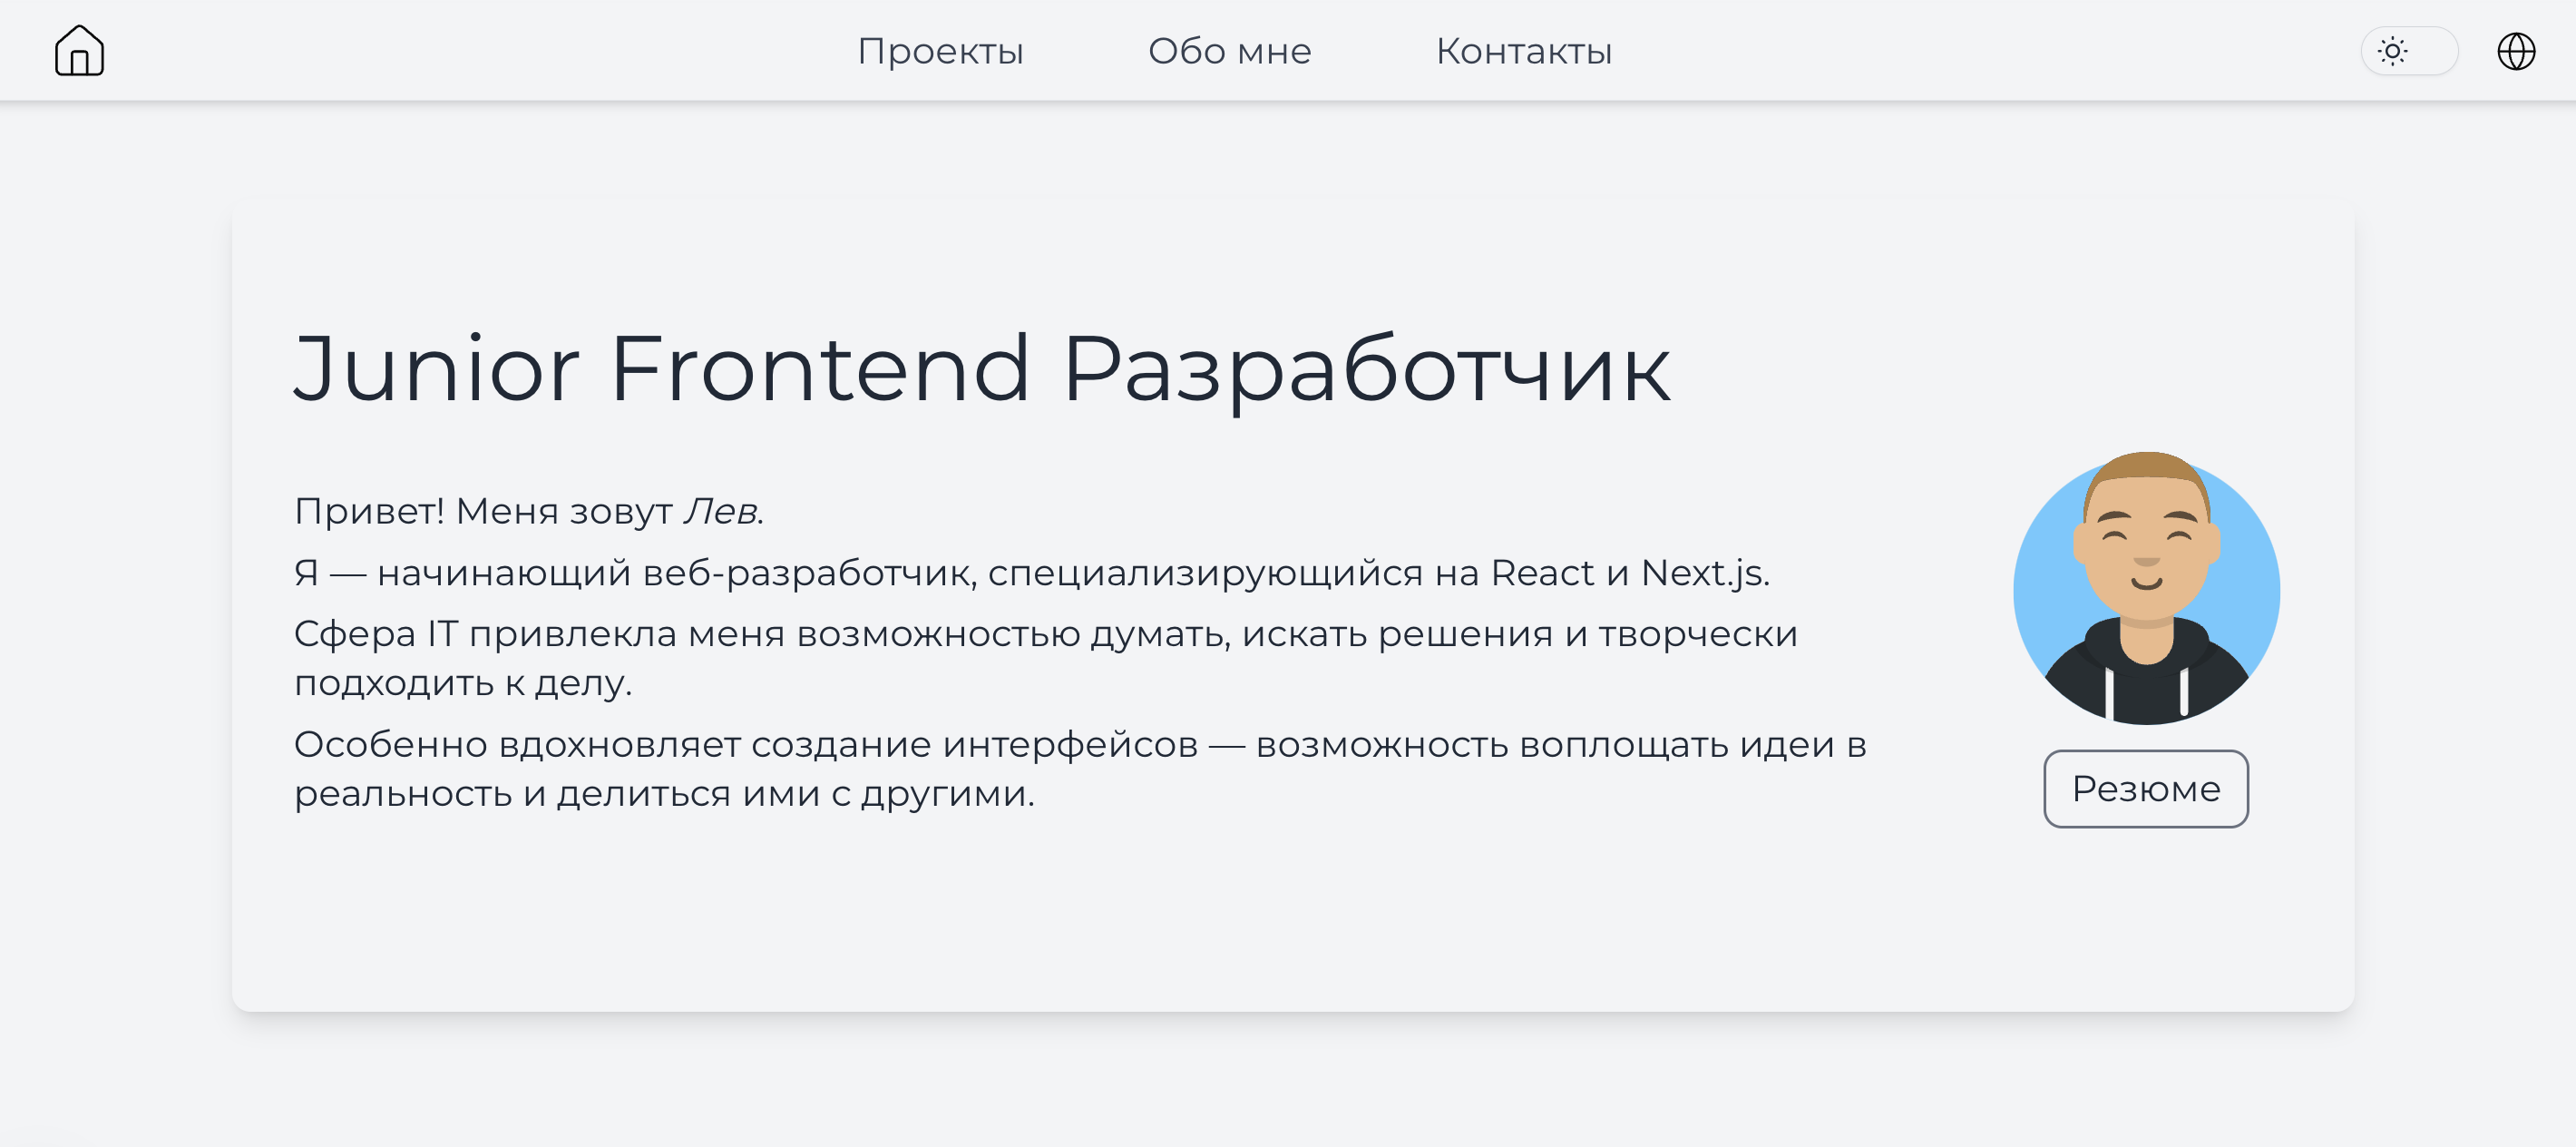 Проекты
Обо мне
Контакты
Junior Frontend Разработчик
Привет! Меня зовут Лев.
Я — начинающий веб-разработчик, специализирующийся на React и Next.js.
Сфера IT привлекла меня возможностью думать, искать решения и творчески
подходить к делу.
Особенно вдохновляет создание интерфейсов — возможность воплощать идеи в
реальность и делиться ими с другими.
Резюме